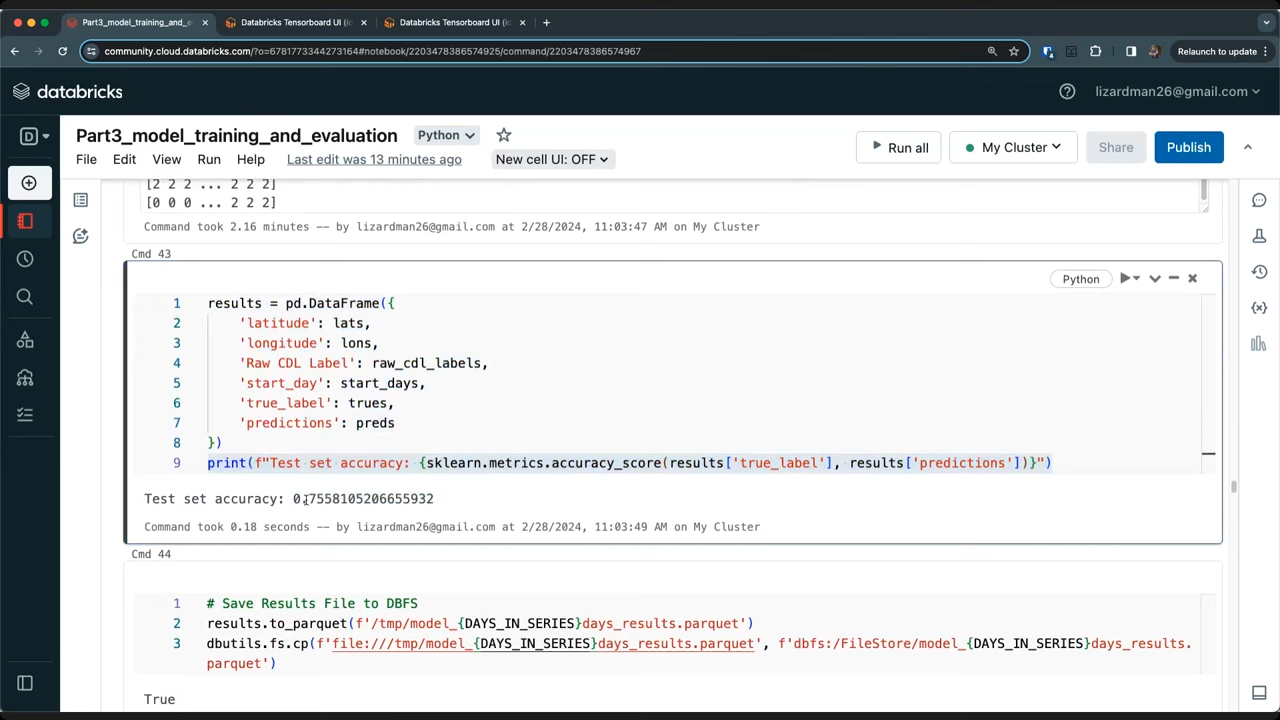 Part3_model_training_and_e
Databricks Tensorboard UI (i
Databricks Tensorboard UI (i
community.cloud.databricks.com/?o=6781773344273164#notebook/2203478386574925/command/2203478386574967
Relaunch to update
databricks
lizardman26@gmail.com
D
Part3_model_training_and_evaluation
Python
Run all
My Cluster
Share
Publish
File Edit View Run Help Last edit was 13 minutes ago New cell UI: OFF
[2 2 2 ... 2 2 2]
[0 0 0 ... 2 2 2]
Command took 2.16 minutes -- by lizardman26@gmail.com at 2/28/2024, 11:03:47 AM on My Cluster
Cmd 43
Python
1 results = pd.DataFrame({
2 'latitude': lats,
3 'longitude': lons,
4 'Raw CDL Label': raw_cdl_labels,
5 'start_day': start_days,
6 'true_label': trues,
7 'predictions': preds
8 })
9 print(f"Test set accuracy: {sklearn.metrics.accuracy_score(results['true_label'], results['predictions'])}")
Test set accuracy: 0.7558105206655932
Command took 0.18 seconds -- by lizardman26@gmail.com at 2/28/2024, 11:03:49 AM on My Cluster
Cmd 44
1 # Save Results File to DBFS
2 results.to_parquet(f'/tmp/model_{DAYS_IN_SERIES}days_results.parquet')
3 dbutils.fs.cp(f'file:///tmp/model_{DAYS_IN_SERIES}days_results.parquet', f'dbfs:/FileStore/model_{DAYS_IN_SERIES}days_results.
parquet')
True